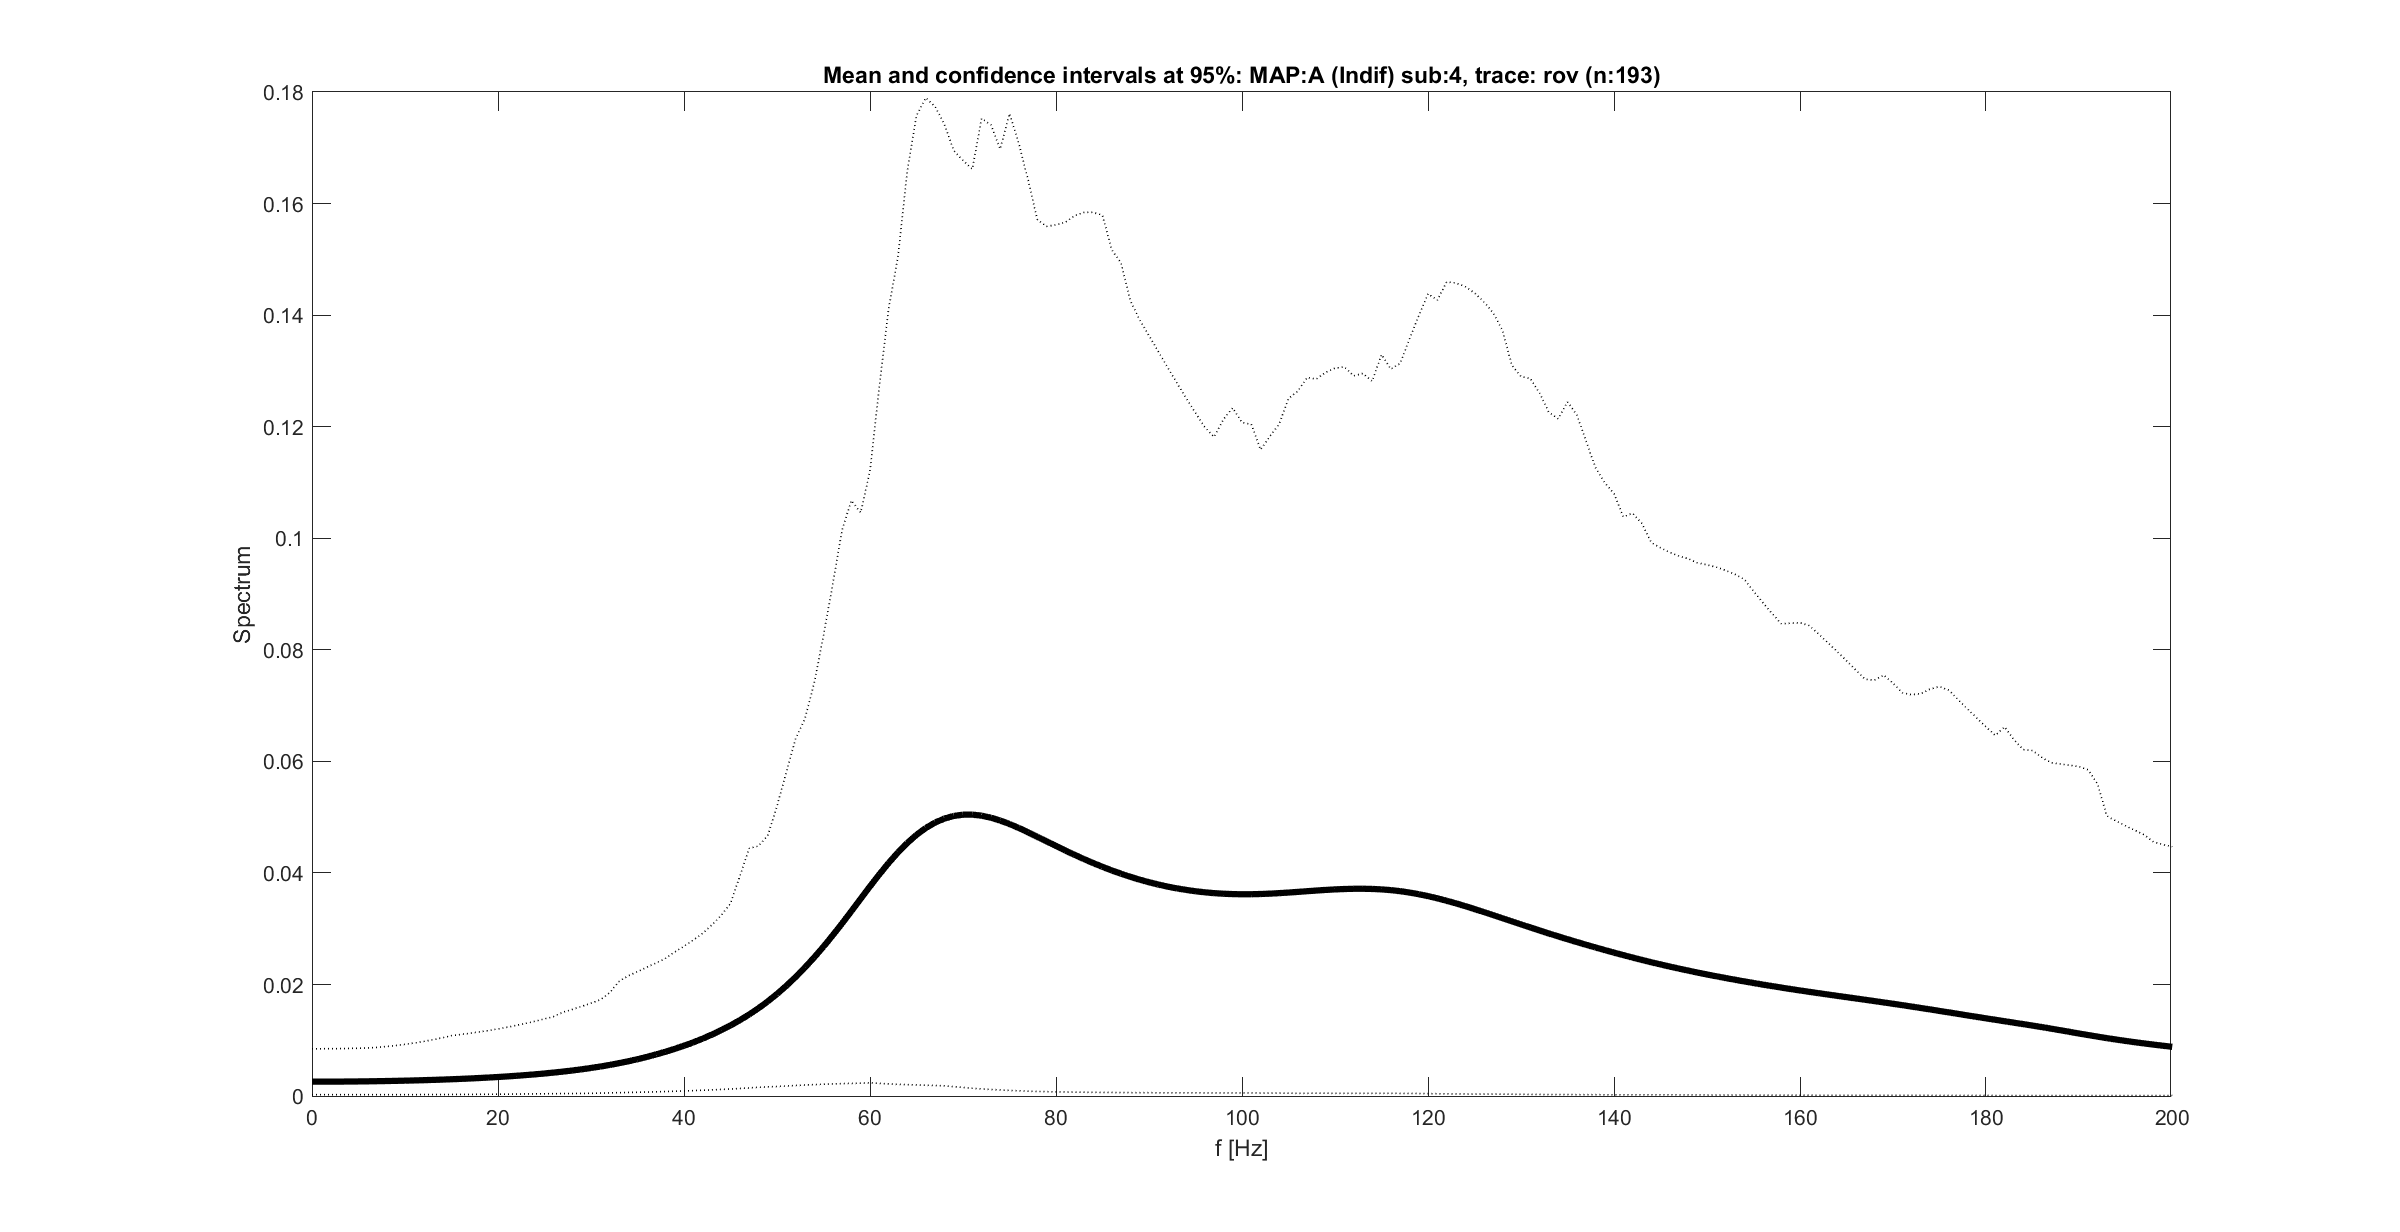 Mean and confidence intervals at 95%: MAP:A (Indif) sub:4, trace: rov (n:193)
0.18
0.16
0.14
0.12
0.1
0.08
0.06
0.04
0.02
0
Spectrum
0 20 40 60 80 100 120 140 160 180 200
f [Hz]